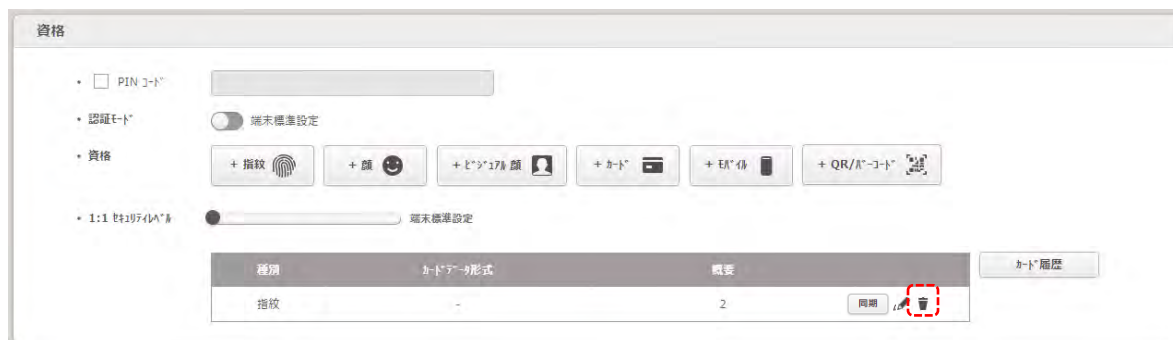 資格
• PIN ｺｰﾄﾞ
• 認証ﾓｰﾄﾞ 端末標準設定
• 資格 + 指紋 + 顔 + ﾋﾞｼﾞｭｱﾙ 顔 + ｶｰﾄﾞ + ﾓﾊﾞｲﾙ + QR/ﾊﾞｰｺｰﾄﾞ
• 1:1 ｾｷｭﾘﾃｨﾚﾍﾞﾙ 端末標準設定
種別 ｶｰﾄﾞﾃﾞｰﾀ形式 概要 ｶｰﾄﾞ履歴
指紋 - 2 同期